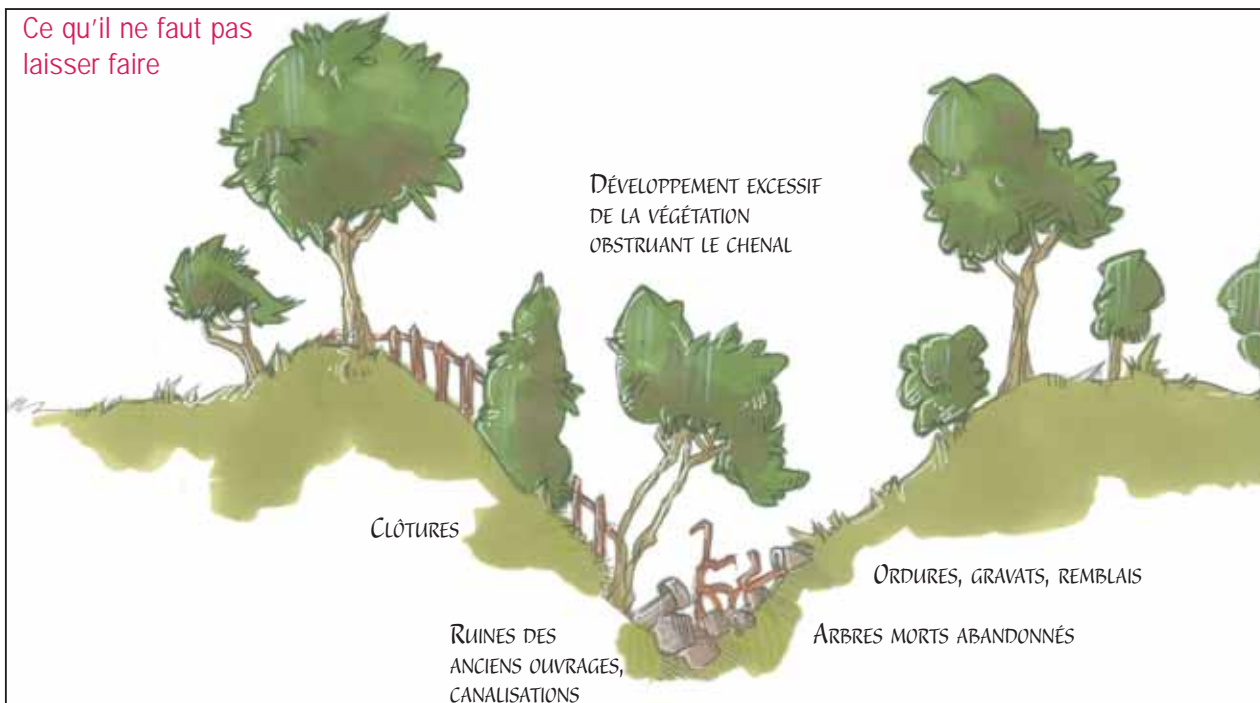 Ce qu'il ne faut pas
laisser faire
DÉVELOPPEMENT EXCESSIF
DE LA VÉGÉTATION
OBSTRUANT LE CHENAL
CLÔTURES
ORDURES, GRAVATS, REMBLAIS
RUINES DES
ANCIENS OUVRAGES,
CANALISATIONS
ARBRES MORTS ABANDONNÉS